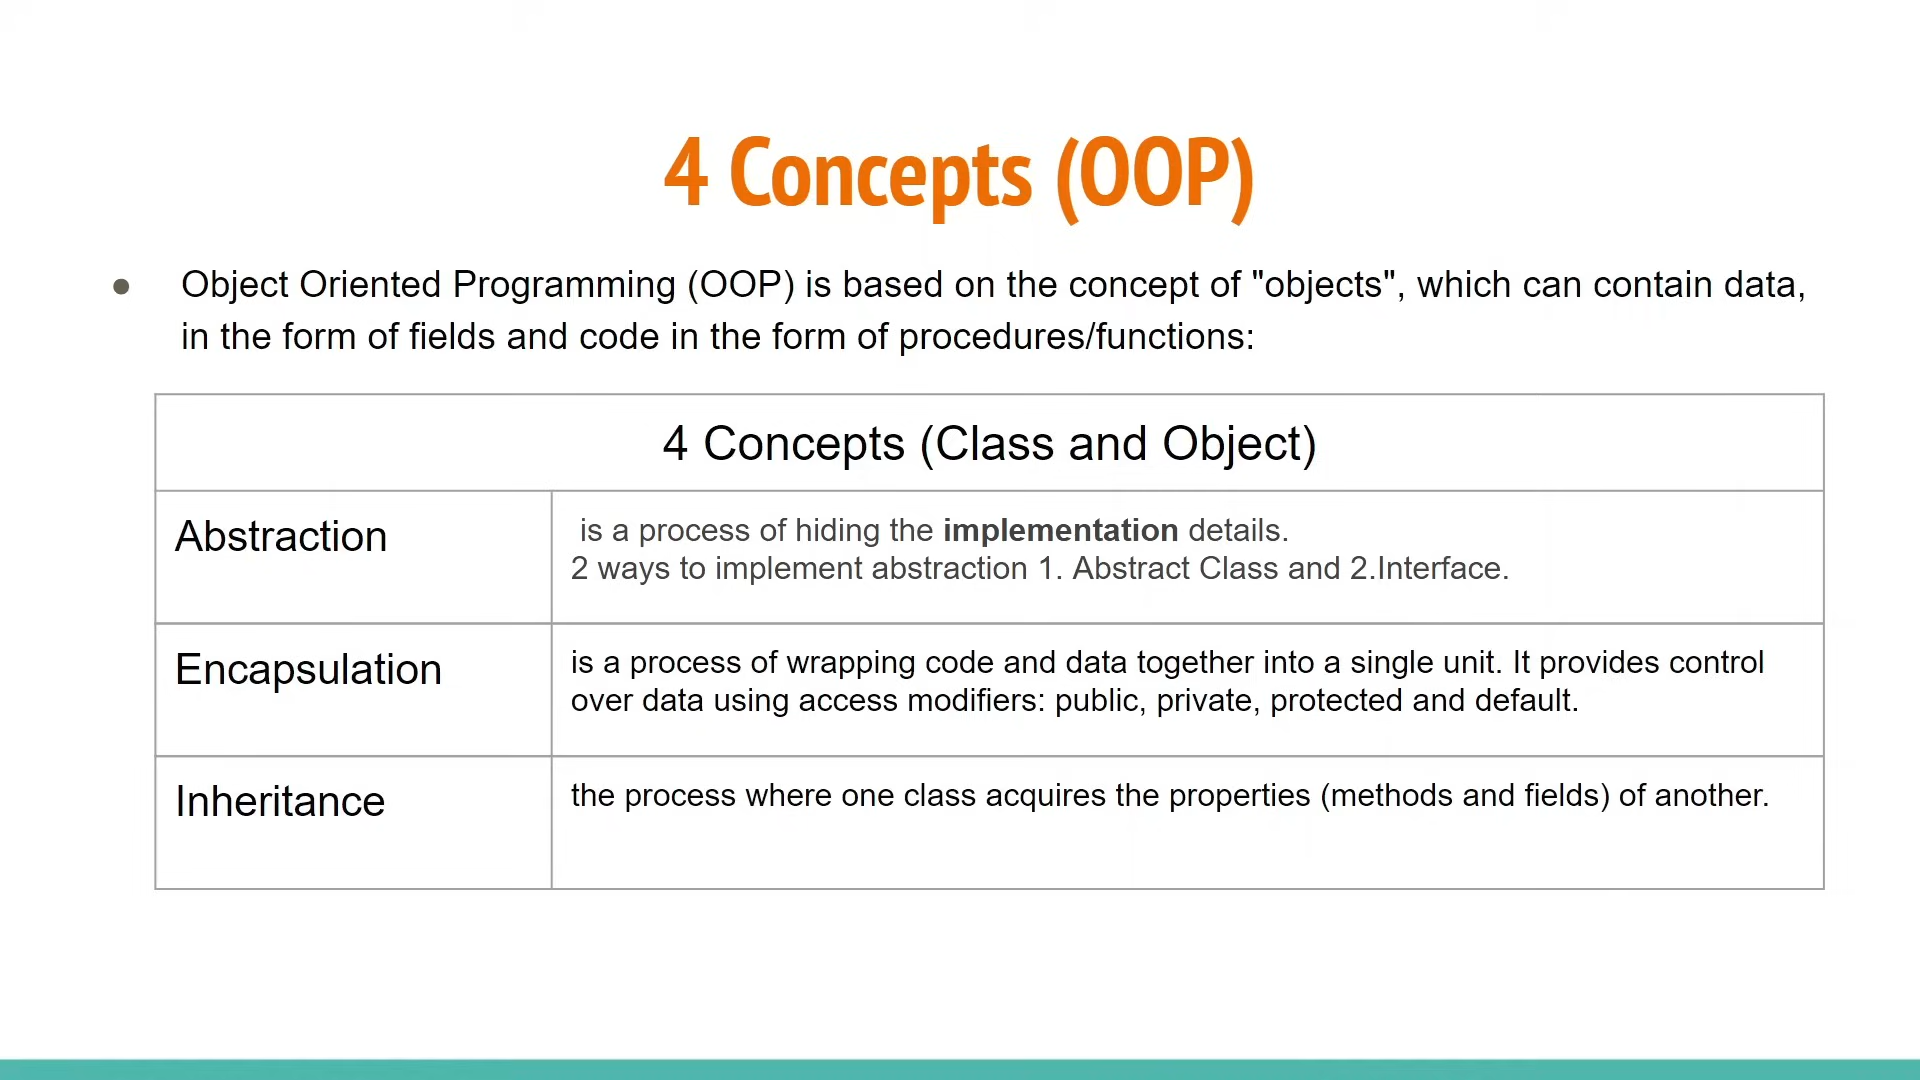 4 Concepts (OOP)
● Object Oriented Programming (OOP) is based on the concept of "objects", which can contain data,
in the form of fields and code in the form of procedures/functions:
4 Concepts (Class and Object)
Abstraction
is a process of hiding the implementation details.
2 ways to implement abstraction 1. Abstract Class and 2.Interface.
Encapsulation
is a process of wrapping code and data together into a single unit. It provides control
over data using access modifiers: public, private, protected and default.
Inheritance
the process where one class acquires the properties (methods and fields) of another.